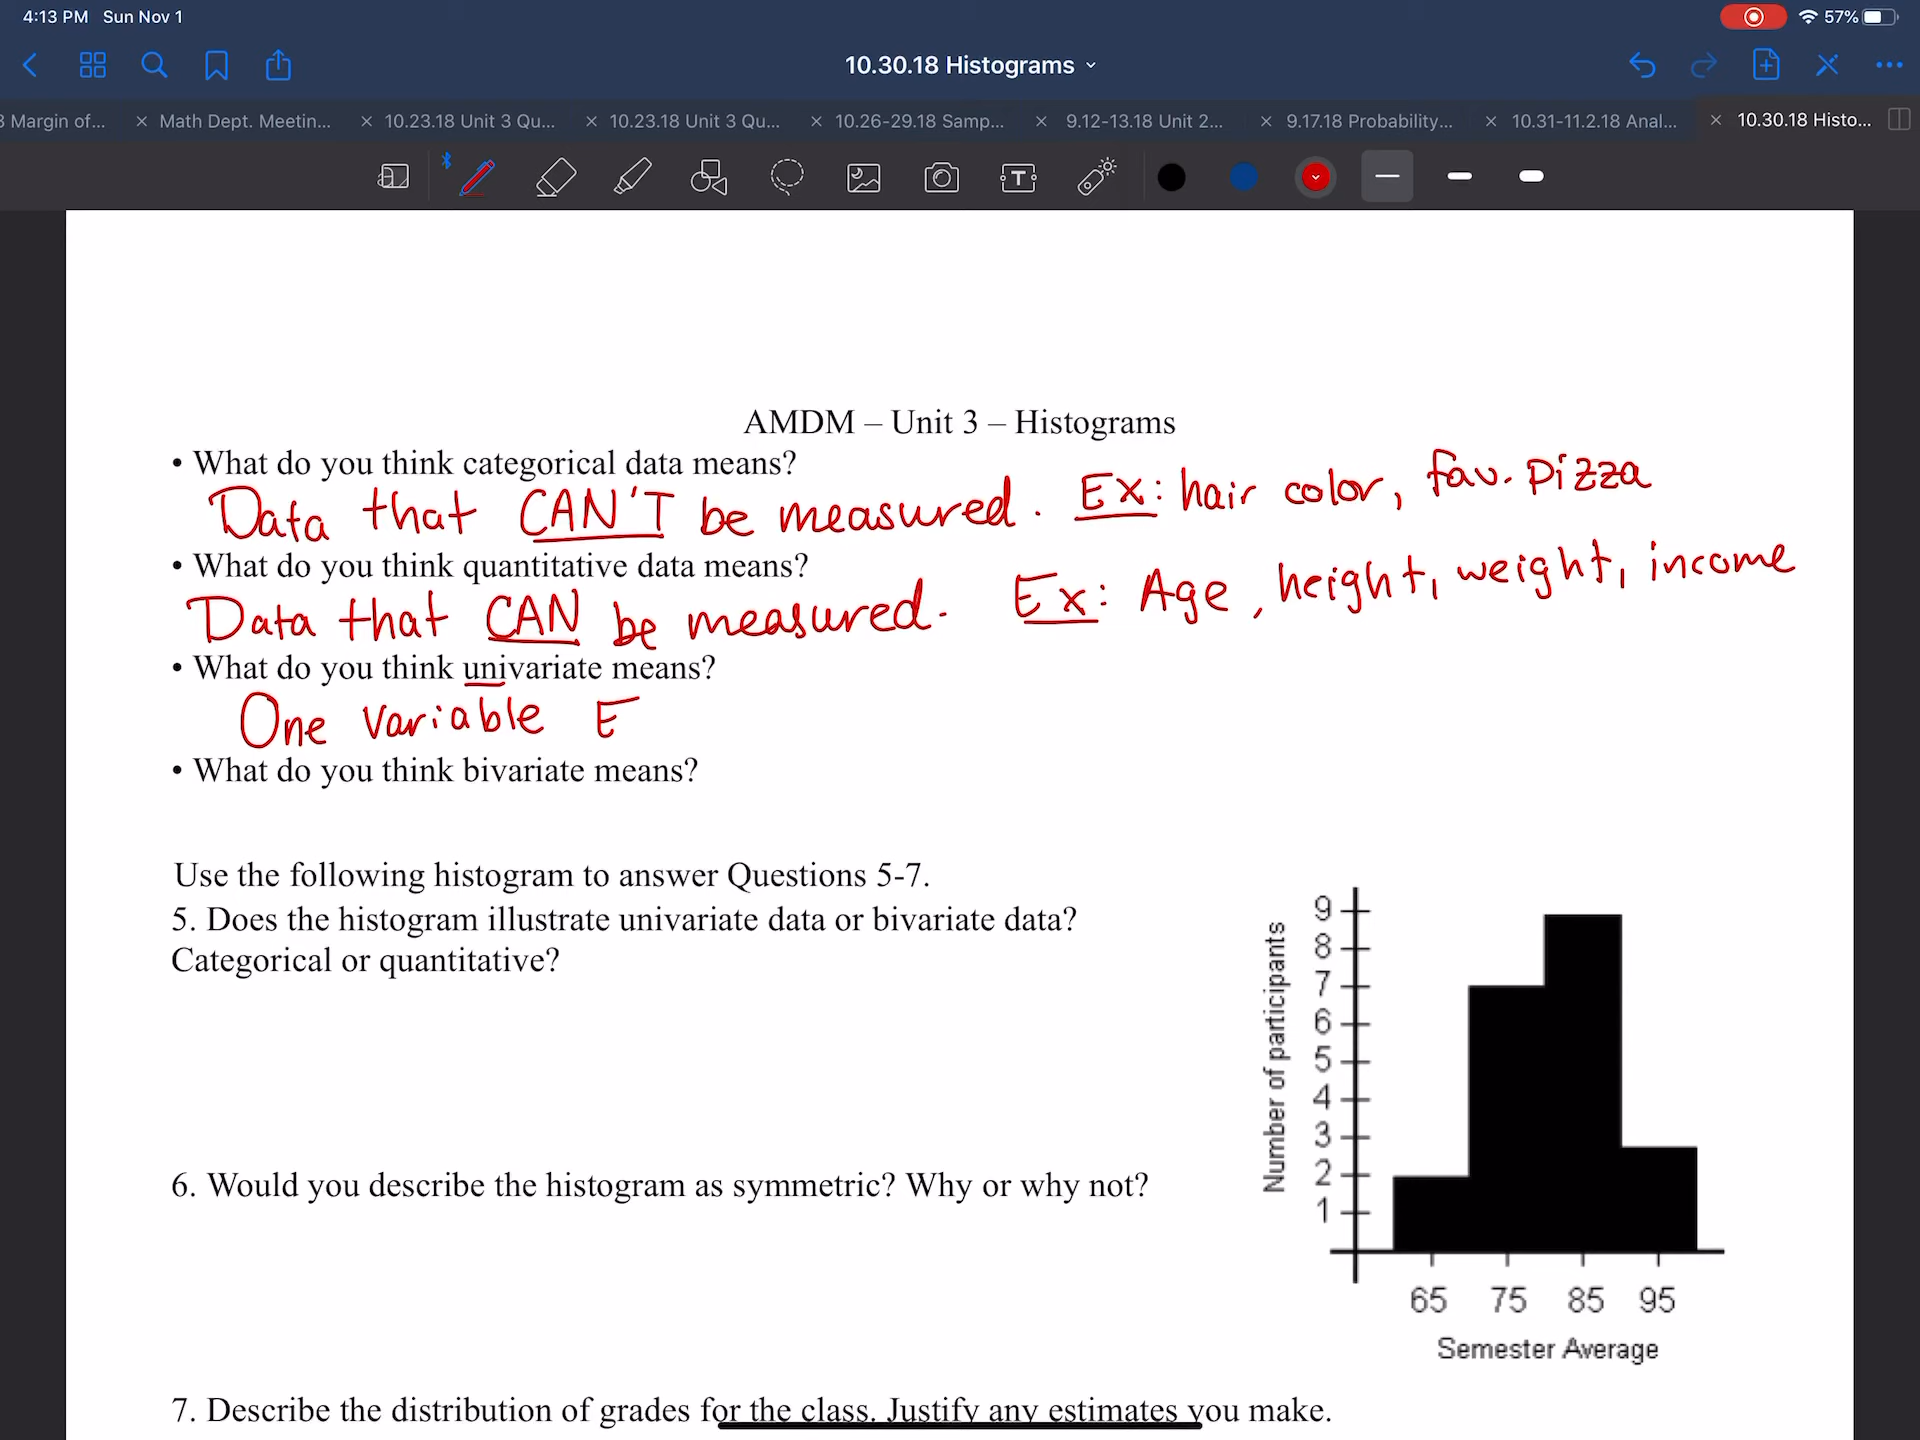 4:13 PM Sun Nov 1 57%
10.30.18 Histograms
3 Margin of... × Math Dept. Meetin... × 10.23.18 Unit 3 Qu... × 10.23.18 Unit 3 Qu... × 10.26-29.18 Samp... × 9.12-13.18 Unit 2... × 9.17.18 Probability... × 10.31-11.2.18 Anal... × 10.30.18 Histo...
AMDM – Unit 3 – Histograms
• What do you think categorical data means?
Data that CAN'T be measured. Ex: hair color, fav. pizza
• What do you think quantitative data means?
Data that CAN be measured. Ex: Age, height, weight, income
• What do you think univariate means?
One variable E
• What do you think bivariate means?
Use the following histogram to answer Questions 5-7.
5. Does the histogram illustrate univariate data or bivariate data?
Categorical or quantitative?
6. Would you describe the histogram as symmetric? Why or why not?
7. Describe the distribution of grades for the class. Justify any estimates you make.
Number of participants
9
8
7
6
5
4
3
2
1
65 75 85 95
Semester Average